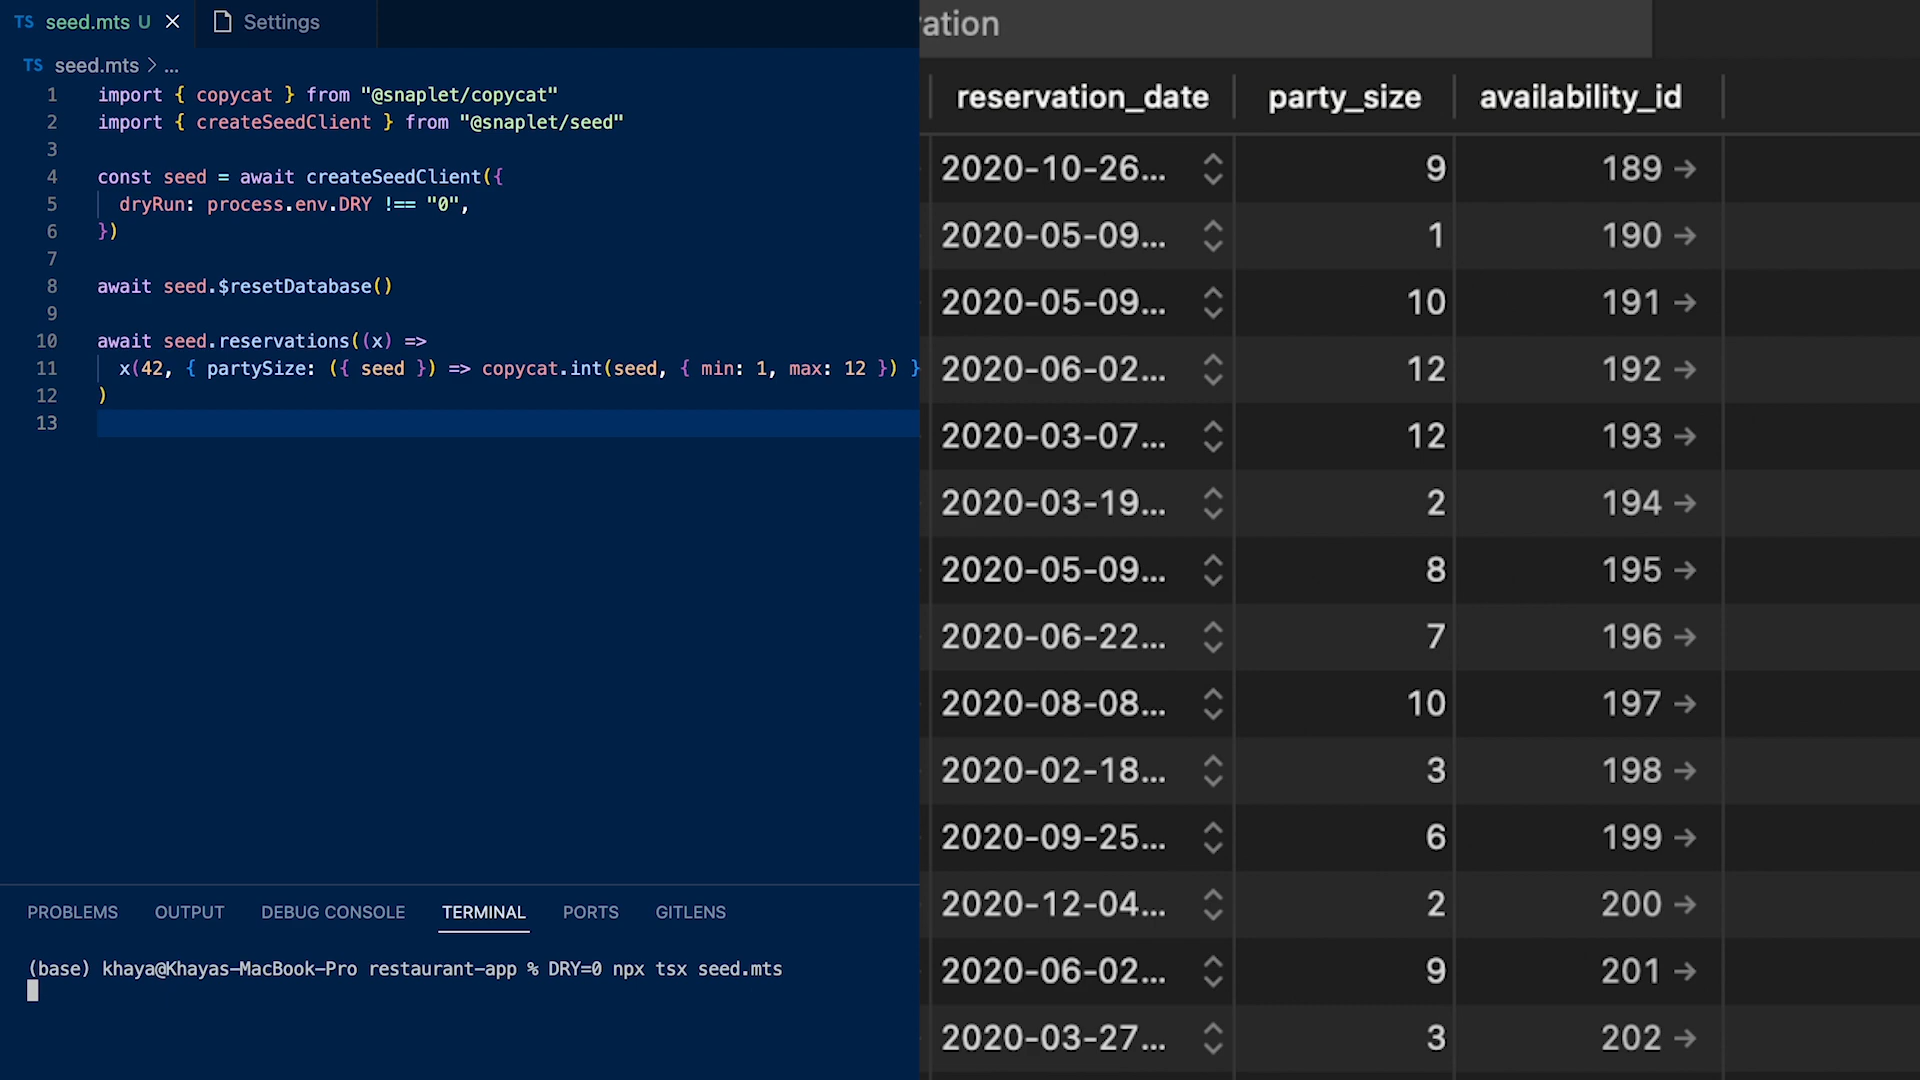 TS seed.mts U × Settings
TS seed.mts > ...
1 import { copycat } from "@snaplet/copycat"
2 import { createSeedClient } from "@snaplet/seed"
3
4 const seed = await createSeedClient({
5 dryRun: process.env.DRY !== "0",
6 })
7
8 await seed.$resetDatabase()
9
10 await seed.reservations((x) =>
11 x(42, { partySize: ({ seed }) => copycat.int(seed, { min: 1, max: 12 }) }
12 )
13
PROBLEMS OUTPUT DEBUG CONSOLE TERMINAL PORTS GITLENS
(base) khaya@Khayas-MacBook-Pro restaurant-app % DRY=0 npx tsx seed.mts
vation
reservation_date party_size availability_id
2020-10-26... 9 189 →
2020-05-09... 1 190 →
2020-05-09... 10 191 →
2020-06-02... 12 192 →
2020-03-07... 12 193 →
2020-03-19... 2 194 →
2020-05-09... 8 195 →
2020-06-22... 7 196 →
2020-08-08... 10 197 →
2020-02-18... 3 198 →
2020-09-25... 6 199 →
2020-12-04... 2 200 →
2020-06-02... 9 201 →
2020-03-27... 3 202 →